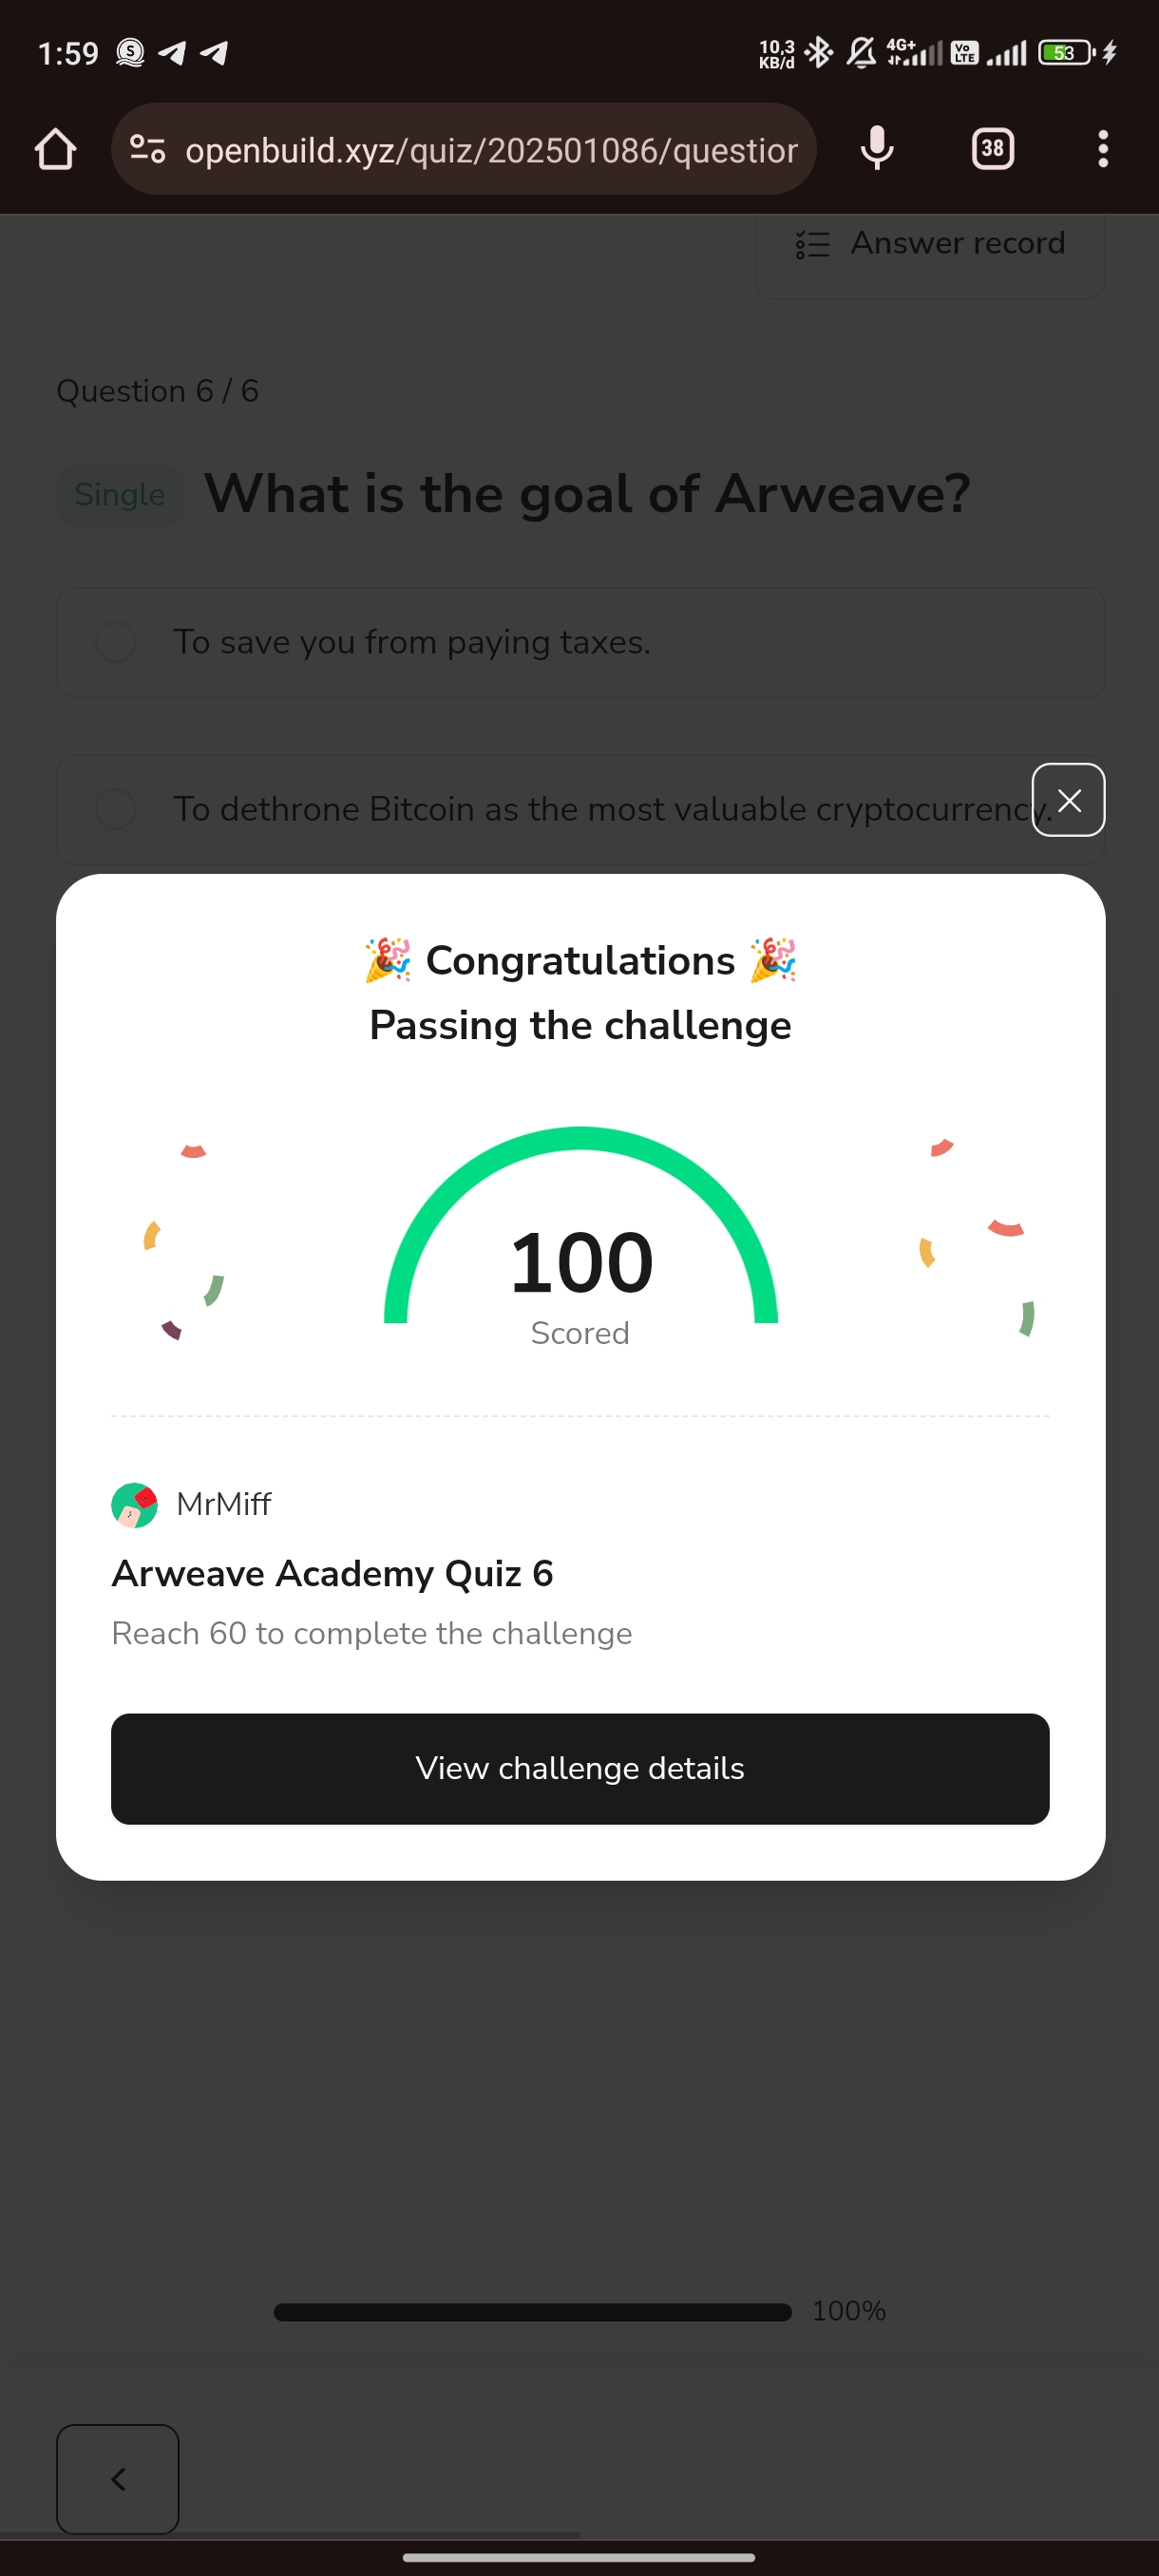 1:59
10,3
KB/d
4G+
Vo
LTE
53
openbuild.xyz/quiz/202501086/question
38
Answer record
Question 6 / 6
Single
What is the goal of Arweave?
To save you from paying taxes.
To dethrone Bitcoin as the most valuable cryptocurrency.
🎉 Congratulations 🎉
Passing the challenge
100
Scored
MrMiff
Arweave Academy Quiz 6
Reach 60 to complete the challenge
View challenge details
100%